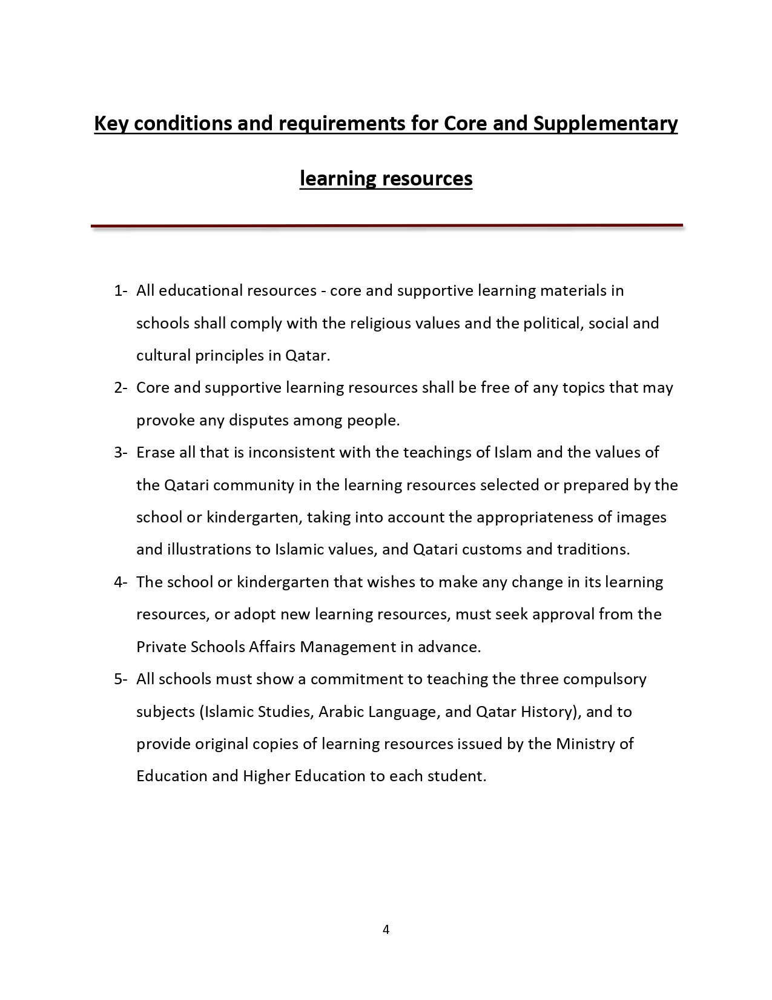 Key conditions and requirements for Core and Supplementary
learning resources
1- All educational resources - core and supportive learning materials in
schools shall comply with the religious values and the political, social and
cultural principles in Qatar.
2- Core and supportive learning resources shall be free of any topics that may
provoke any disputes among people.
3- Erase all that is inconsistent with the teachings of Islam and the values of
the Qatari community in the learning resources selected or prepared by the
school or kindergarten, taking into account the appropriateness of images
and illustrations to Islamic values, and Qatari customs and traditions.
4- The school or kindergarten that wishes to make any change in its learning
resources, or adopt new learning resources, must seek approval from the
Private Schools Affairs Management in advance.
5- All schools must show a commitment to teaching the three compulsory
subjects (Islamic Studies, Arabic Language, and Qatar History), and to
provide original copies of learning resources issued by the Ministry of
Education and Higher Education to each student.
4